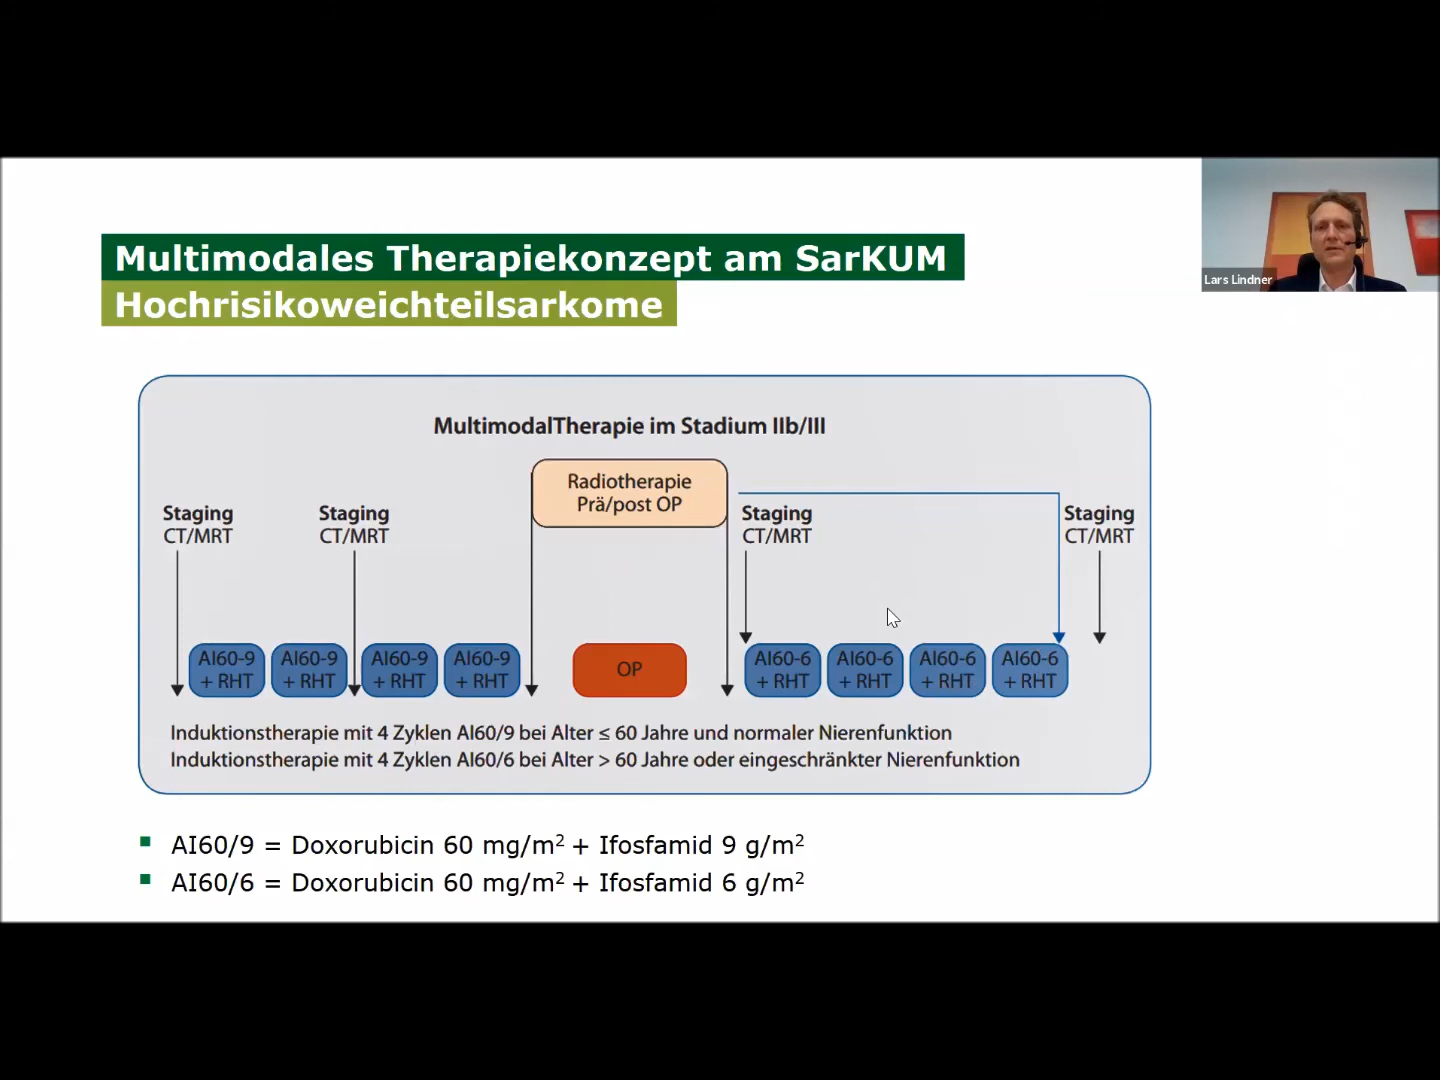 Multimodales Therapiekonzept am SarKUM
Hochrisikoweichteilsarkome
Lars Lindner
MultimodalTherapie im Stadium IIb/III
Radiotherapie
Prä/post OP
Staging
CT/MRT
Staging
CT/MRT
Staging
CT/MRT
Staging
CT/MRT
AI60-9
+ RHT
AI60-9
+ RHT
AI60-9
+ RHT
AI60-9
+ RHT
OP
AI60-6
+ RHT
AI60-6
+ RHT
AI60-6
+ RHT
AI60-6
+ RHT
Induktionstherapie mit 4 Zyklen AI60/9 bei Alter ≤ 60 Jahre und normaler Nierenfunktion
Induktionstherapie mit 4 Zyklen AI60/6 bei Alter > 60 Jahre oder eingeschränkter Nierenfunktion
▪ AI60/9 = Doxorubicin 60 mg/m² + Ifosfamid 9 g/m²
▪ AI60/6 = Doxorubicin 60 mg/m² + Ifosfamid 6 g/m²